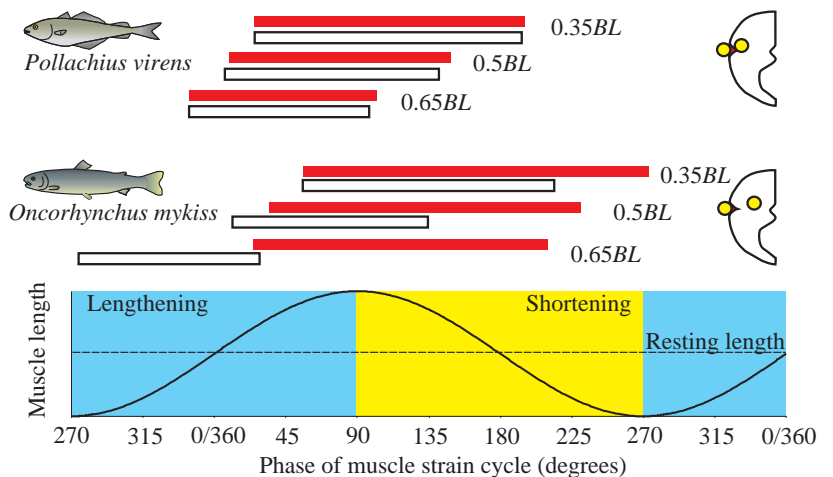 0.35BL
Pollachius virens
0.5BL
0.65BL
0.35BL
Oncorhynchus mykiss
0.5BL
0.65BL
Lengthening
Shortening
Resting length
Muscle length
270 315 0/360 45 90 135 180 225 270 315 0/360
Phase of muscle strain cycle (degrees)